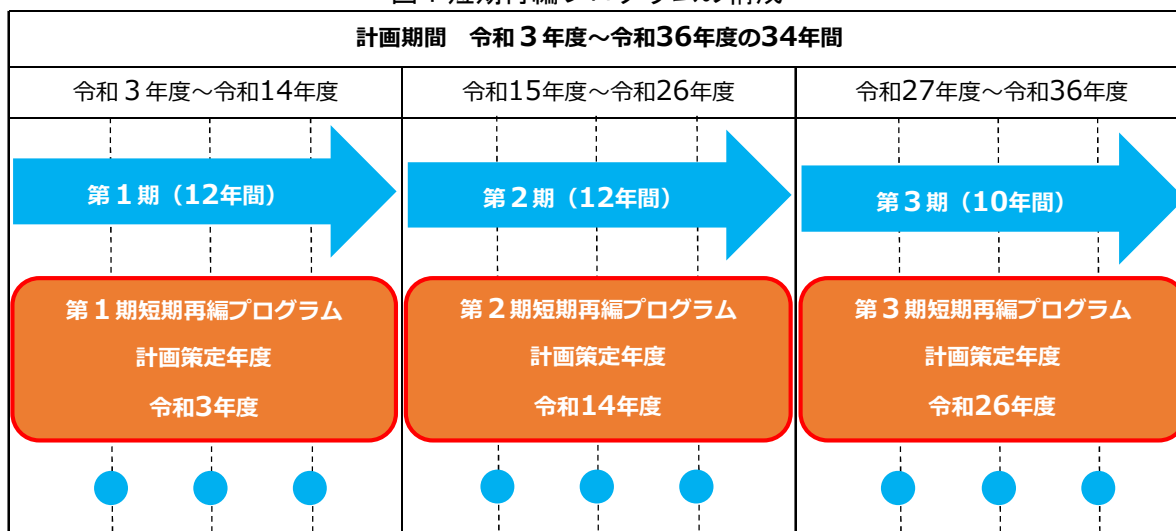 計画期間　令和３年度～令和36年度の34年間
令和３年度～令和14年度
令和15年度～令和26年度
令和27年度～令和36年度
第１期（12年間）
第２期（12年間）
第３期（10年間）
第１期短期再編プログラム
計画策定年度
令和3年度
第２期短期再編プログラム
計画策定年度
令和14年度
第３期短期再編プログラム
計画策定年度
令和26年度